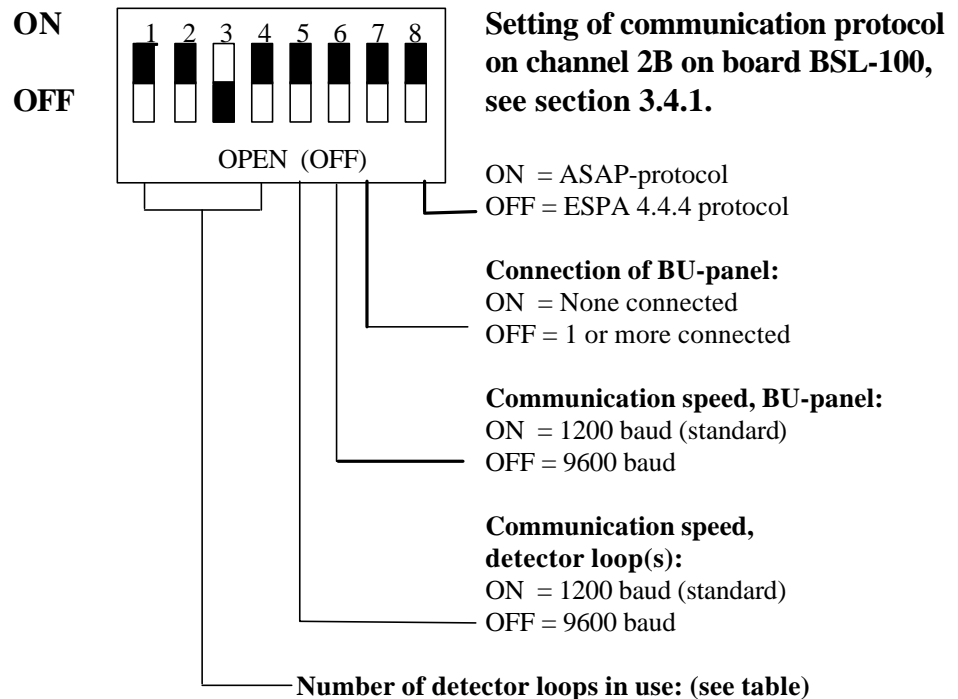 ON
OFF
1 2 3 4 5 6 7 8
OPEN (OFF)
Setting of communication protocol
on channel 2B on board BSL-100,
see section 3.4.1.
ON = ASAP-protocol
OFF = ESPA 4.4.4 protocol
Connection of BU-panel:
ON = None connected
OFF = 1 or more connected
Communication speed, BU-panel:
ON = 1200 baud (standard)
OFF = 9600 baud
Communication speed,
detector loop(s):
ON = 1200 baud (standard)
OFF = 9600 baud
Number of detector loops in use: (see table)